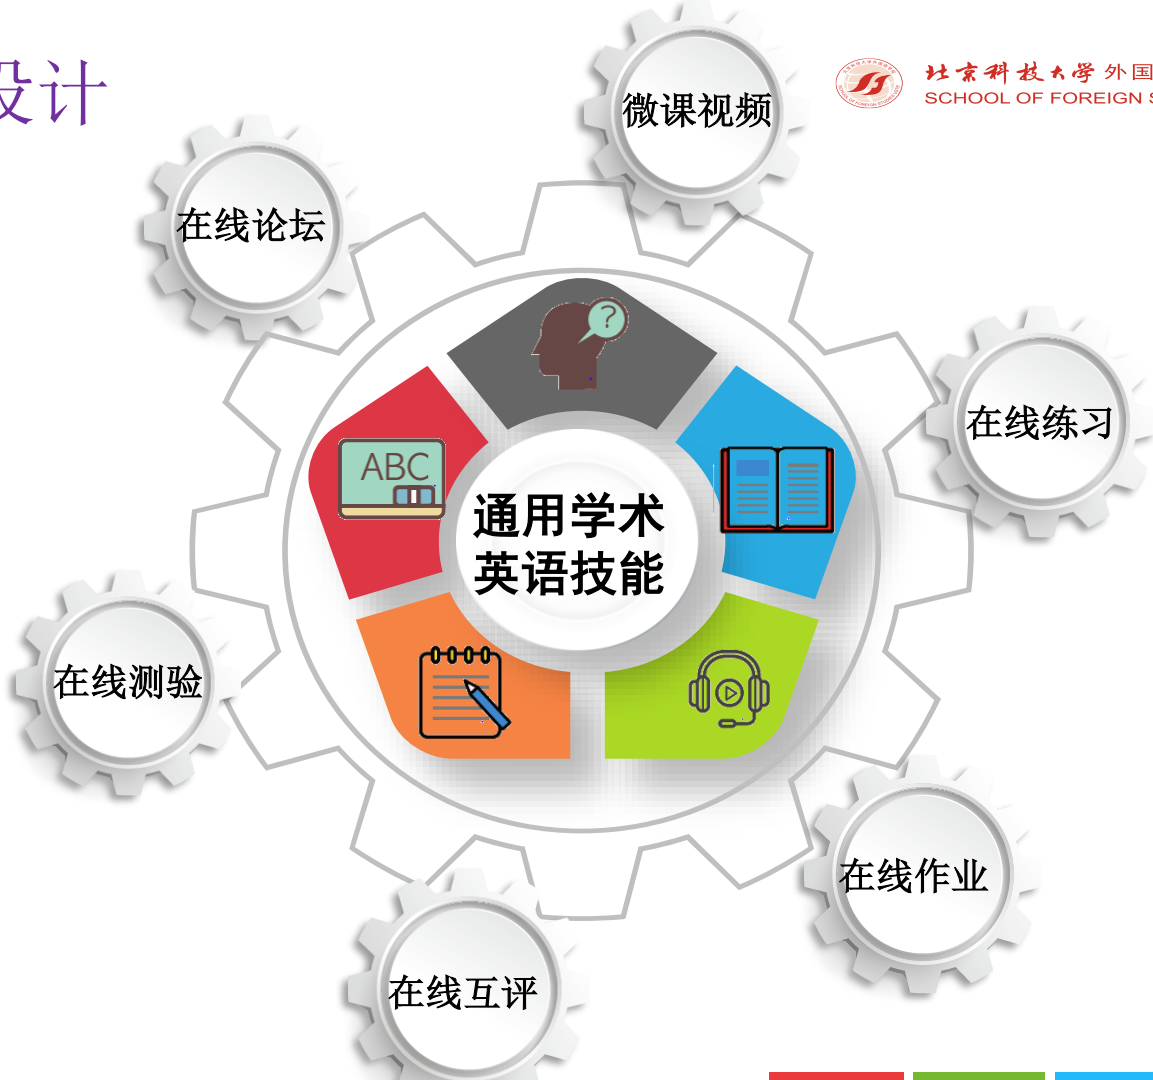 设计
微课视频
北京科技大学 外国
SCHOOL OF FOREIGN S
在线论坛
?
在线练习
ABC
通用学术
英语技能
在线测验
在线作业
在线互评